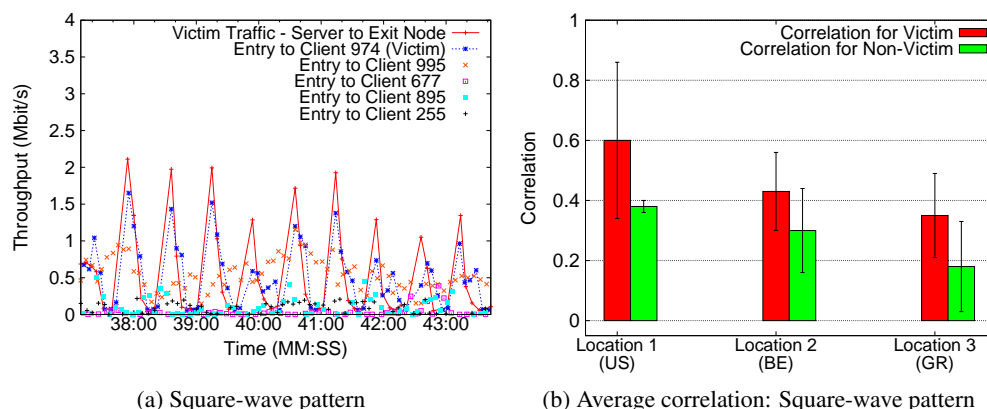 4
3.5
3
2.5
2
1.5
1
0.5
0
Throughput (Mbit/s)
Victim Traffic - Server to Exit Node
Entry to Client 974 (Victim)
Entry to Client 995
Entry to Client 677
Entry to Client 895
Entry to Client 255
38:00 39:00 40:00 41:00 42:00 43:00
Time (MM:SS)
(a) Square-wave pattern
1
0.8
0.6
0.4
0.2
0
Correlation
Correlation for Victim
Correlation for Non-Victim
Location 1 Location 2 Location 3
(US) (BE) (GR)
(b) Average correlation: Square-wave pattern